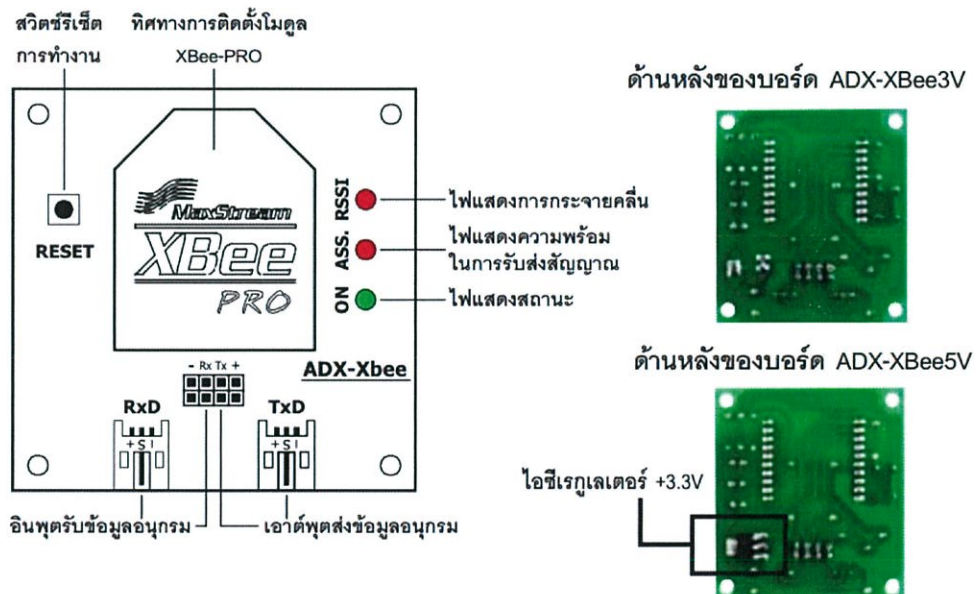 สวิตช์รีเซ็ต
การทำงาน
ทิศทางการติดตั้งโมดูล
XBee-PRO
RESET
MaxStream
XBee
PRO
RSSI
ASS.
ON
ไฟแสดงการกระจายคลื่น
ไฟแสดงความพร้อม
ในการรับส่งสัญญาณ
ไฟแสดงสถานะ
- Rx Tx +
ADX-Xbee
RxD
TxD
+ S I
+ S I
อินพุตรับข้อมูลอนุกรม
เอาต์พุตส่งข้อมูลอนุกรม
ด้านหลังของบอร์ด ADX-XBee3V
ด้านหลังของบอร์ด ADX-XBee5V
ไอซีเรกูเลเตอร์ +3.3V